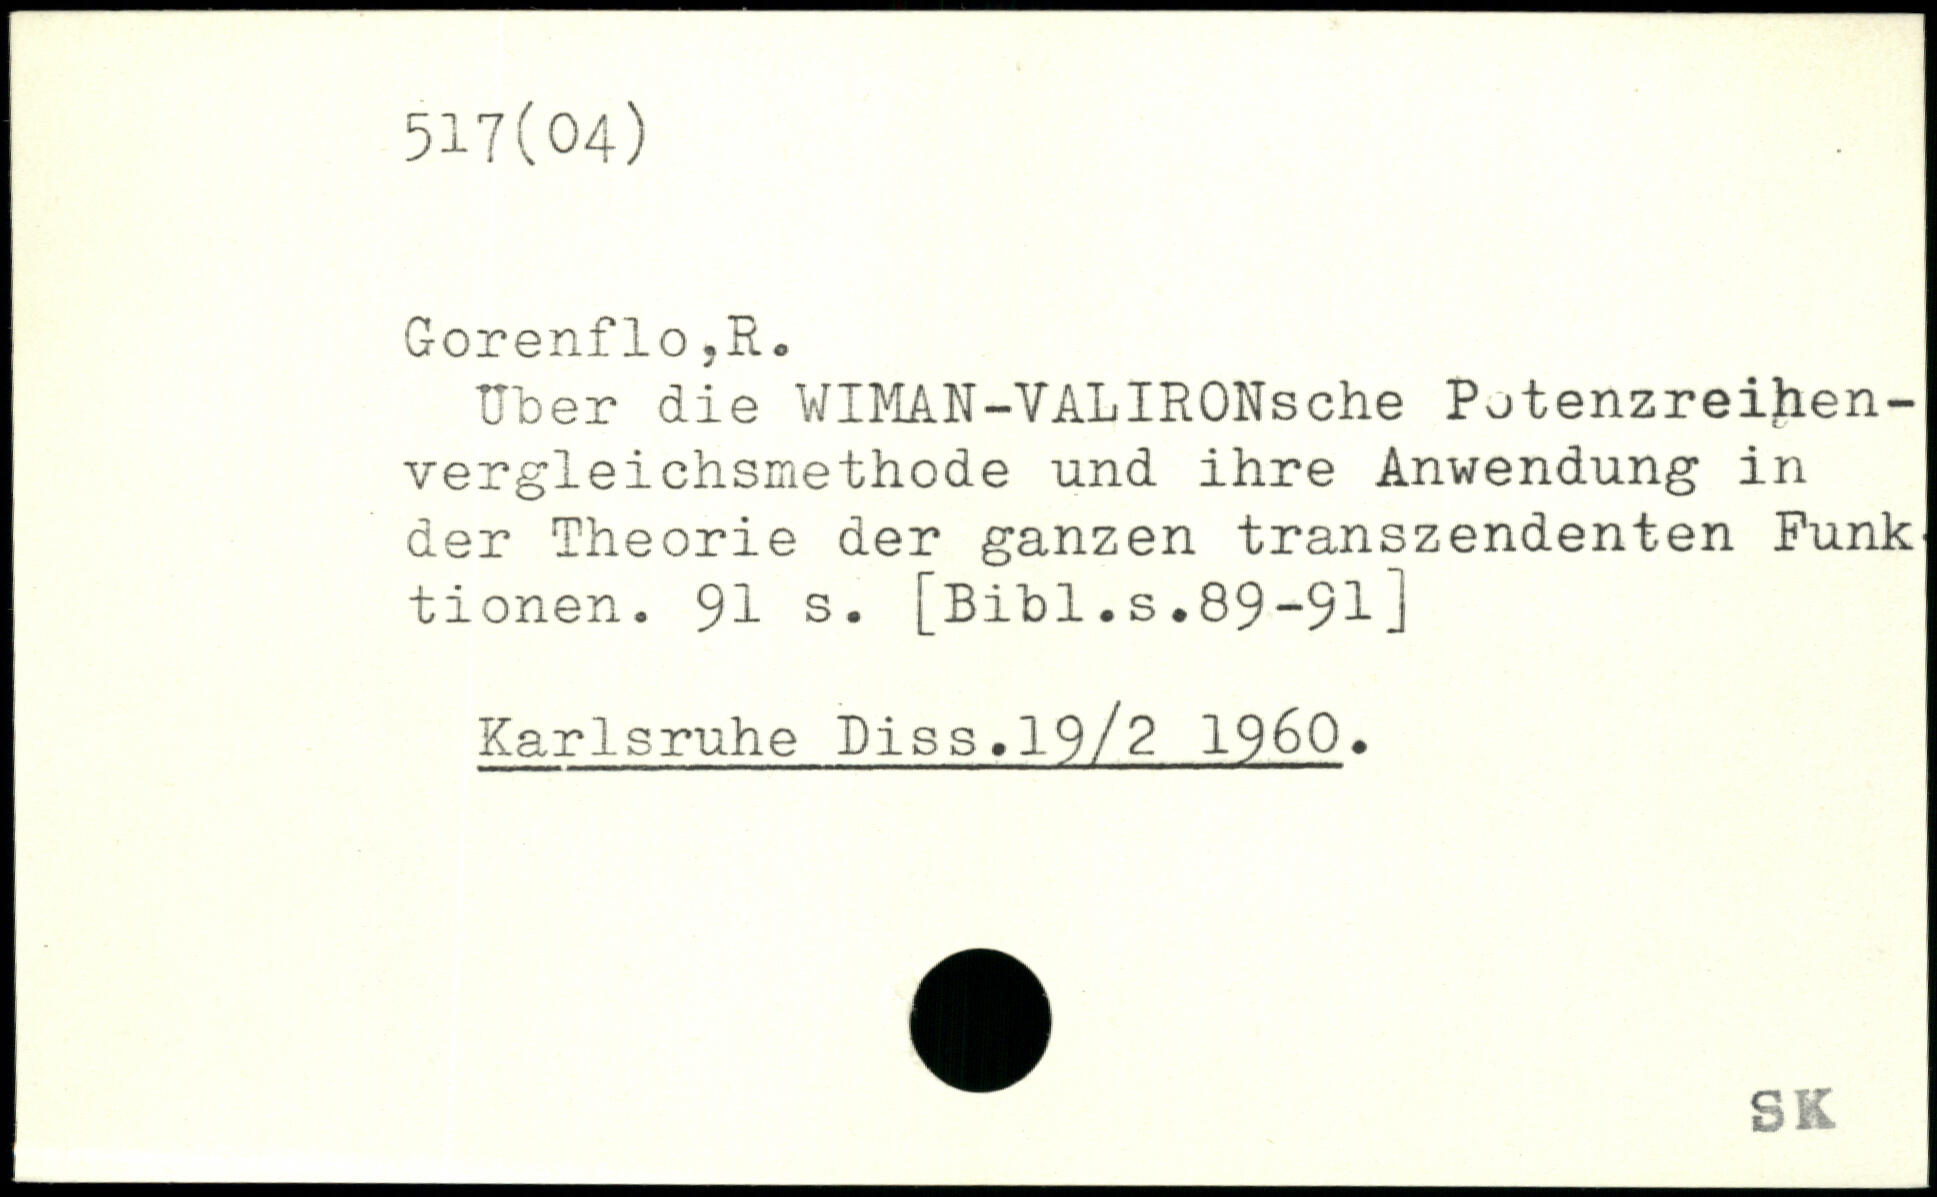 517(04)
Gorenflo,R.
Über die WIMAN-VALIRONsche Potenzreihen-
vergleichsmethode und ihre Anwendung in
der Theorie der ganzen transzendenten Funk-
tionen. 91 s. [Bibl.s.89-91]
Karlsruhe Diss.19/2 1960.
SK